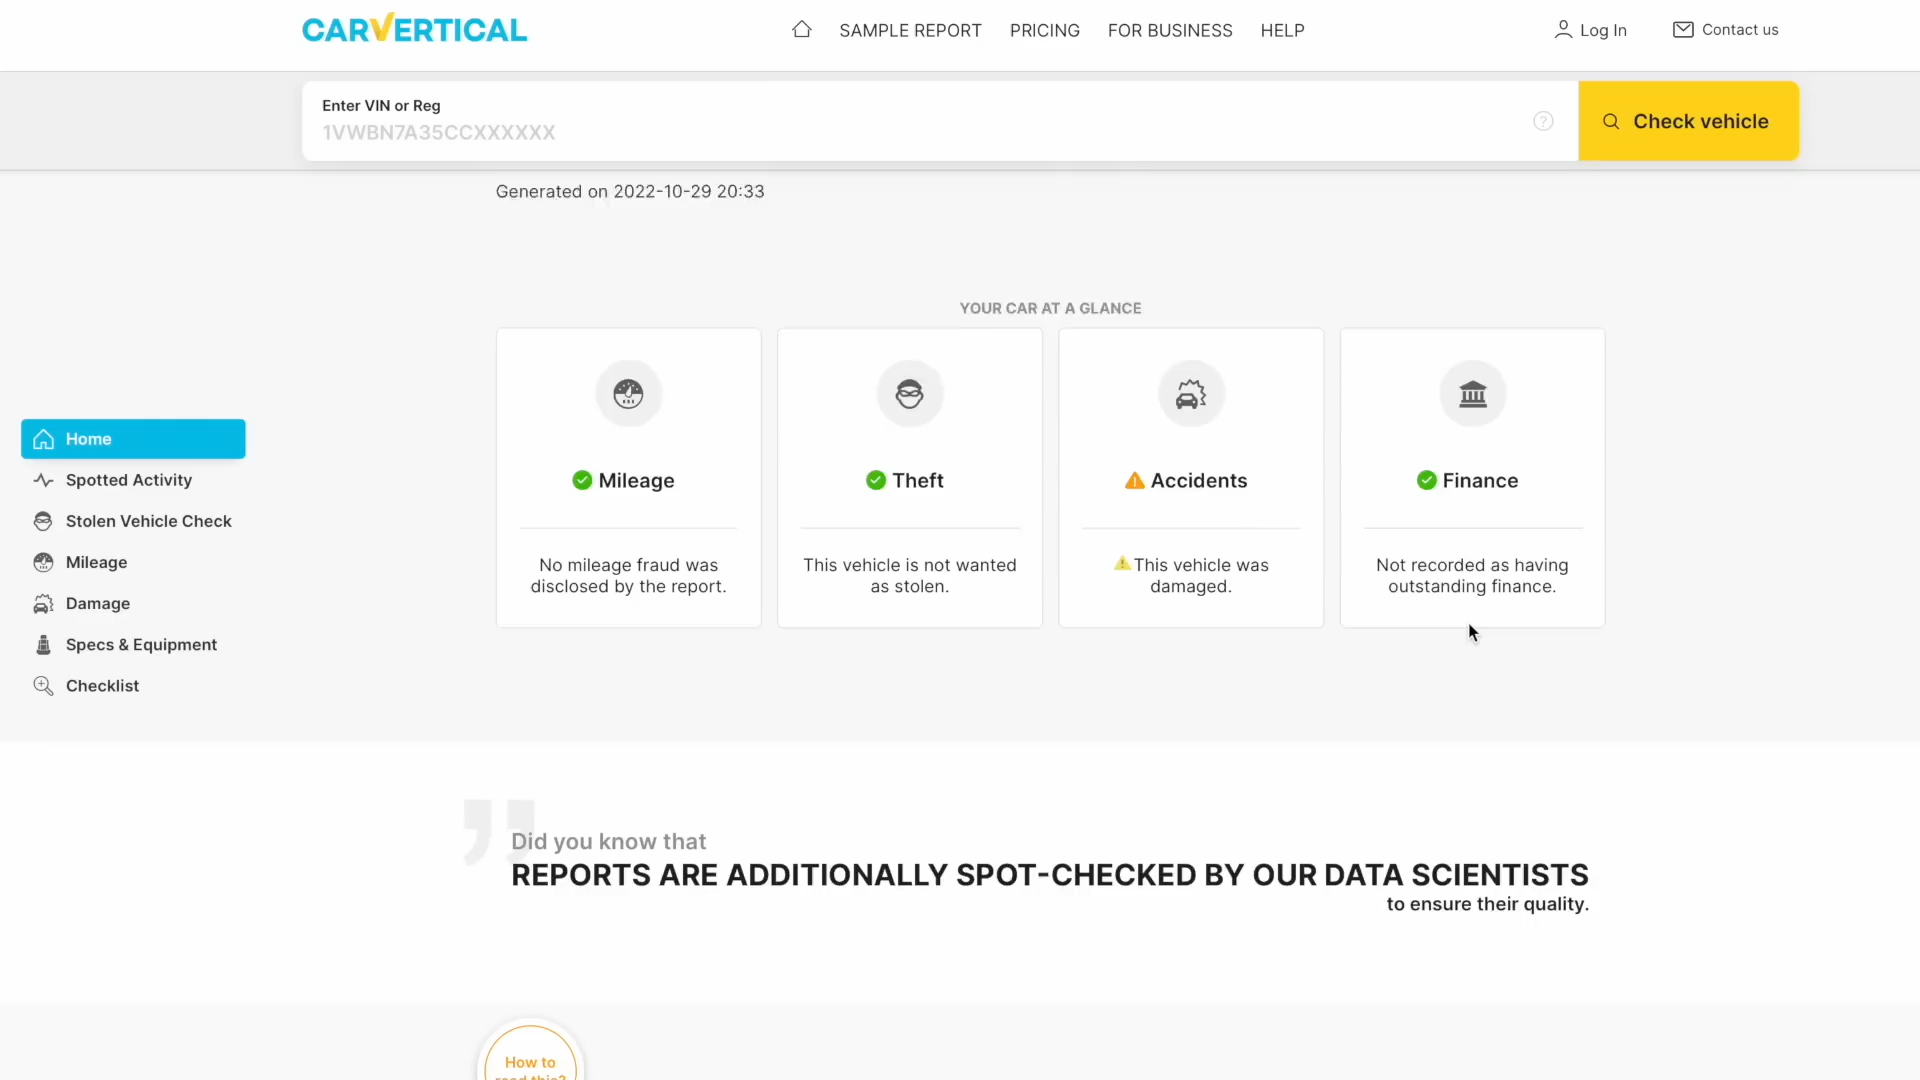 CARVERTICAL
SAMPLE REPORT
PRICING
FOR BUSINESS
HELP
Log In
Contact us
Enter VIN or Reg
1VWBN7A35CCXXXXXX
?
Check vehicle
Generated on 2022-10-29 20:33
YOUR CAR AT A GLANCE
Mileage
No mileage fraud was
disclosed by the report.
Theft
This vehicle is not wanted
as stolen.
Accidents
This vehicle was
damaged.
Finance
Not recorded as having
outstanding finance.
Home
Spotted Activity
Stolen Vehicle Check
Mileage
Damage
Specs & Equipment
Checklist
Did you know that
REPORTS ARE ADDITIONALLY SPOT-CHECKED BY OUR DATA SCIENTISTS
to ensure their quality.
How to
read this?